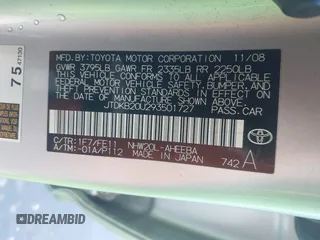 MFD. BY: TOYOTA MOTOR CORPORATION 11/08
GVWR 3795LB GAWR FR 2335LB RR 2250LB
THIS VEHICLE CONFORMS TO ALL APPLICABLE
FEDERAL MOTOR VEHICLE SAFETY, BUMPER, AND
THEFT PREVENTION STANDARDS IN EFFECT ON
THE DATE OF MANUFACTURE SHOWN ABOVE.
JTDKB20U293501727 PASS.CAR
C/TR: 1F7/FE11 NHW20L-AHEEBA
A/TM: -01A/P112 MADE IN JAPAN
742 A
TOYOTA
75
47130
DREAMBID